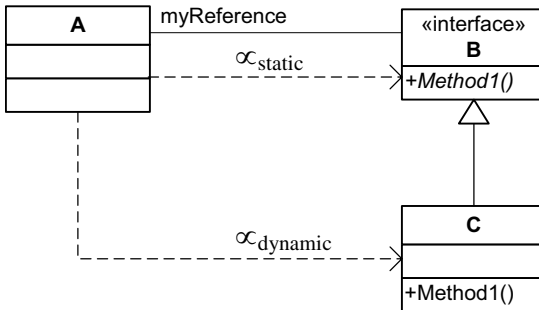 A
myReference
«interface»
B
∝static
+Method1()
C
∝dynamic
+Method1()